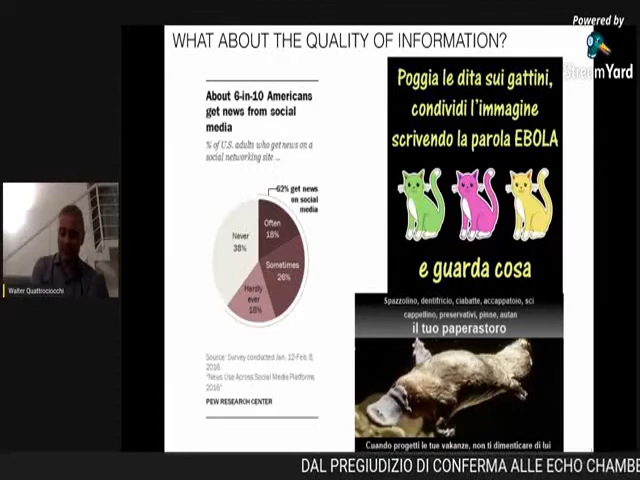 Powered by
StreamYard
WHAT ABOUT THE QUALITY OF INFORMATION?
About 6-in-10 Americans
get news from social
media
% of U.S. adults who get news on a
social networking site ...
62% get news
on social
media
Often
18%
Sometimes
26%
Hardly
ever
18%
Never
38%
Source: Survey conducted Jan. 12-Feb. 8,
2016.
"News Use Across Social Media Platforms
2016"
PEW RESEARCH CENTER
Poggia le dita sui gattini,
condividi l'immagine
scrivendo la parola EBOLA
e guarda cosa
Spazzolino, dentifricio, ciabatte, accappatoio, sci
cappellino, preservativi, pinne, autan
il tuo paperastoro
Cuando progetti le tue vakanze, non ti dimenticare di lui
Walter Quattrociocchi
DAL PREGIUDIZIO DI CONFERMA ALLE ECHO CHAMBE